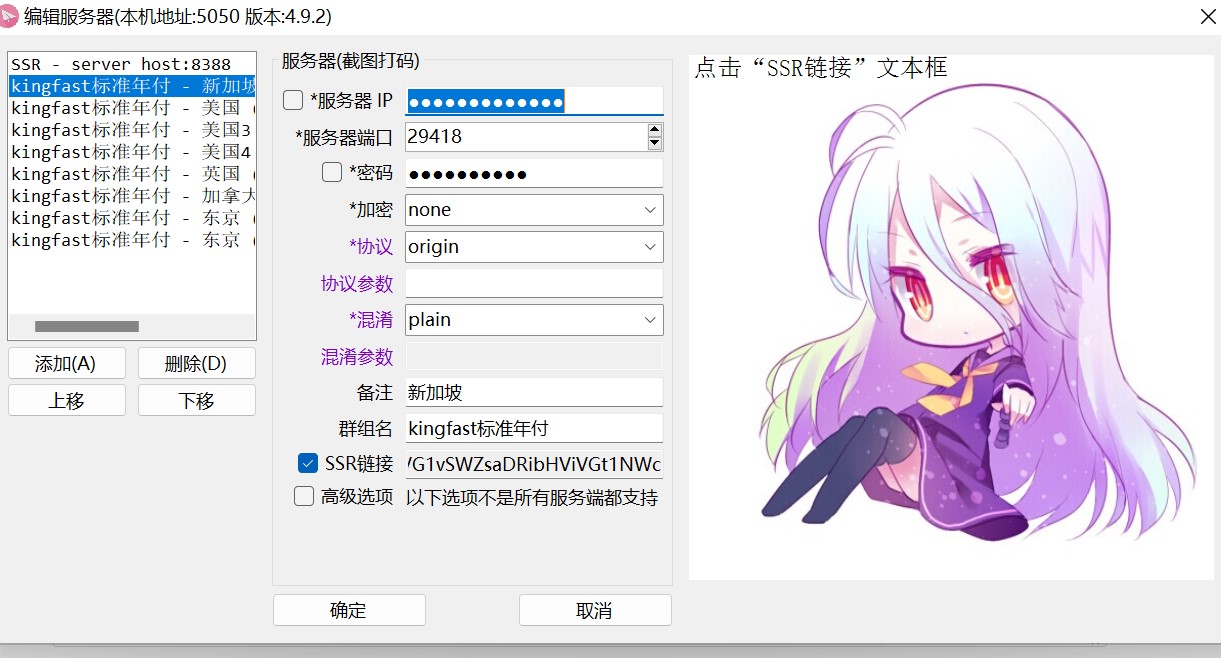 编辑服务器(本机地址:5050 版本:4.9.2)
SSR - server host:8388
kingfast标准年付 - 新加坡
kingfast标准年付 - 美国 (
kingfast标准年付 - 美国3
kingfast标准年付 - 美国4
kingfast标准年付 - 英国 (
kingfast标准年付 - 加拿大
kingfast标准年付 - 东京 (
kingfast标准年付 - 东京 (
添加(A)
删除(D)
上移
下移
服务器(截图打码)
*服务器 IP ●●●●●●●●●●●●●
*服务器端口 29418
*密码 ●●●●●●●●●●
*加密 none
*协议 origin
协议参数
*混淆 plain
混淆参数
备注 新加坡
群组名 kingfast标准年付
SSR链接 /G1vSWZsaDRibHViVGt1NWc
高级选项 以下选项不是所有服务端都支持
确定
取消
点击“SSR链接”文本框